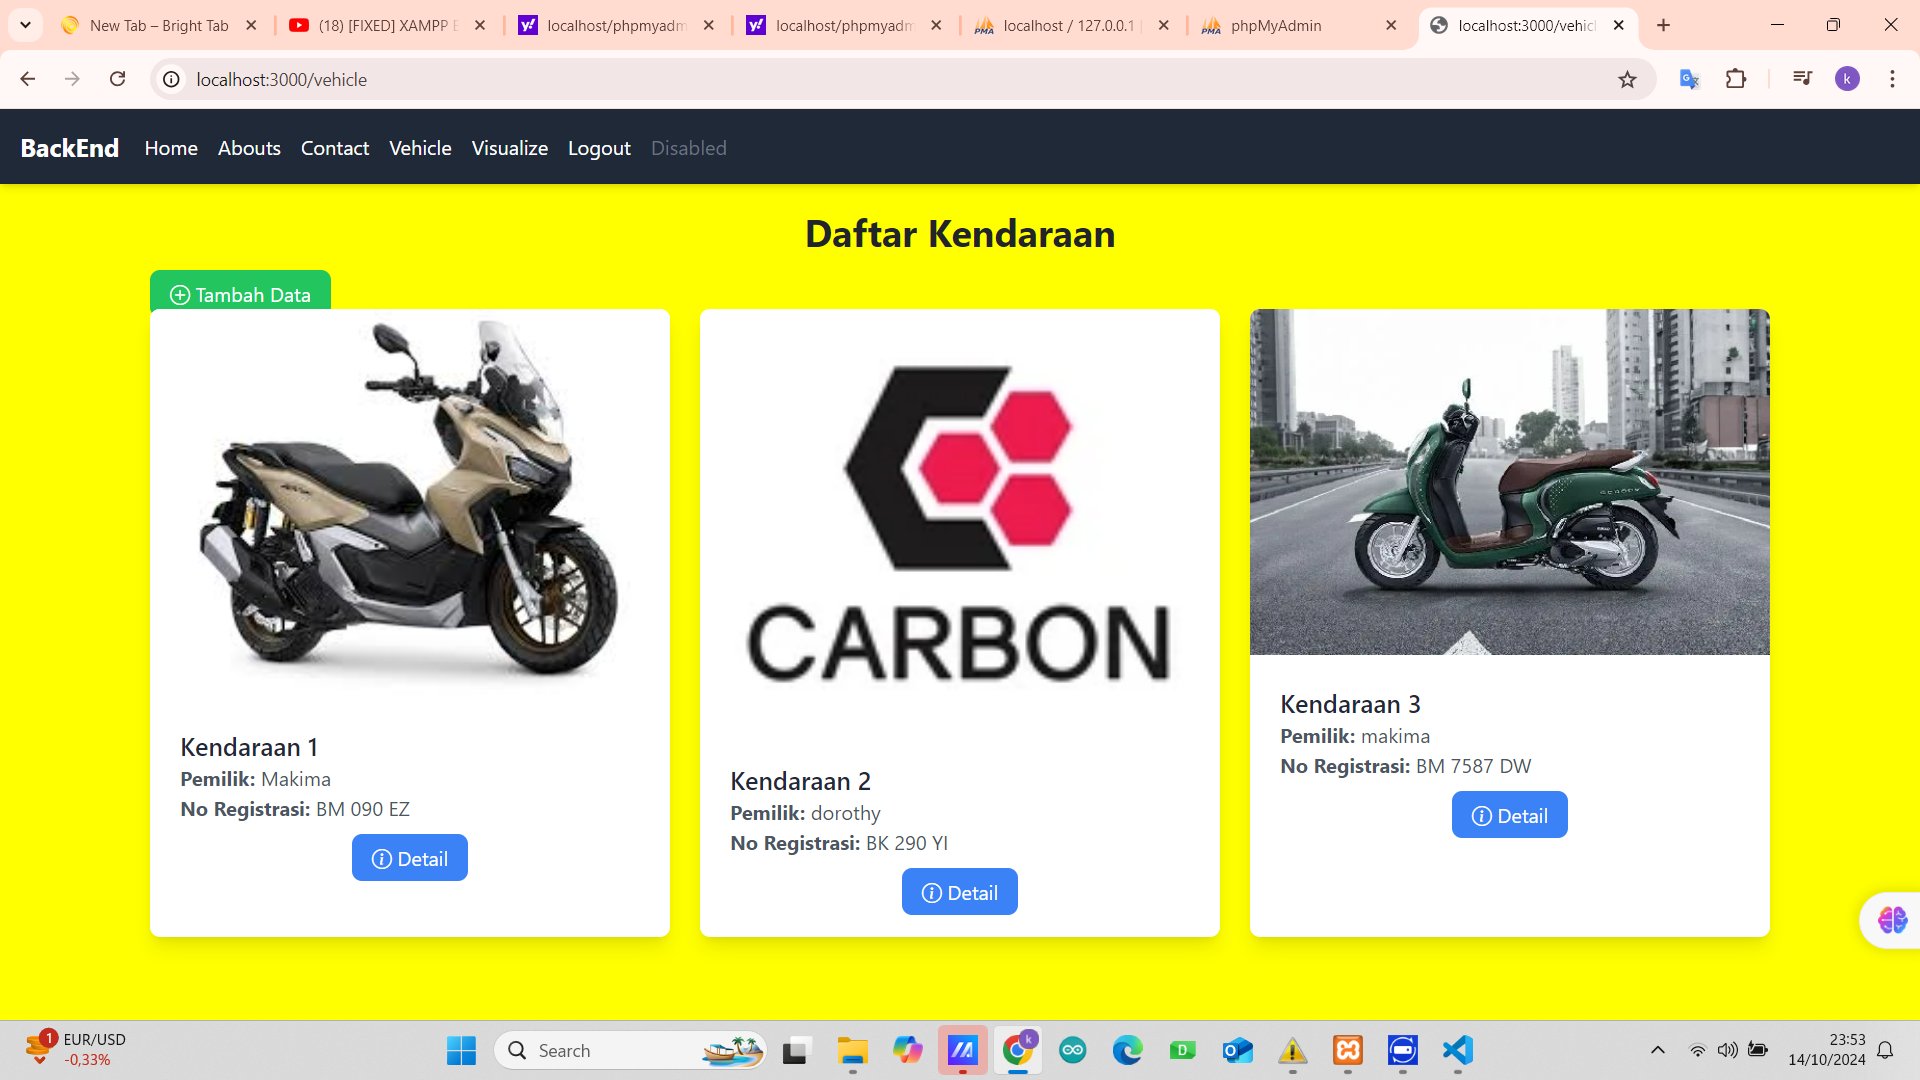 New Tab – Bright Tab
(18) [FIXED] XAMPP E
localhost/phpmyadm
localhost/phpmyadm
localhost / 127.0.0.1 |
phpMyAdmin
localhost:3000/vehicl
localhost:3000/vehicle
k
BackEnd Home Abouts Contact Vehicle Visualize Logout Disabled
Daftar Kendaraan
Tambah Data
CARBON
SCOOPY
Kendaraan 1
Pemilik: Makima
No Registrasi: BM 090 EZ
Detail
Kendaraan 2
Pemilik: dorothy
No Registrasi: BK 290 YI
Detail
Kendaraan 3
Pemilik: makima
No Registrasi: BM 7587 DW
Detail
1
EUR/USD
-0,33%
Search
k
D
23:53
14/10/2024